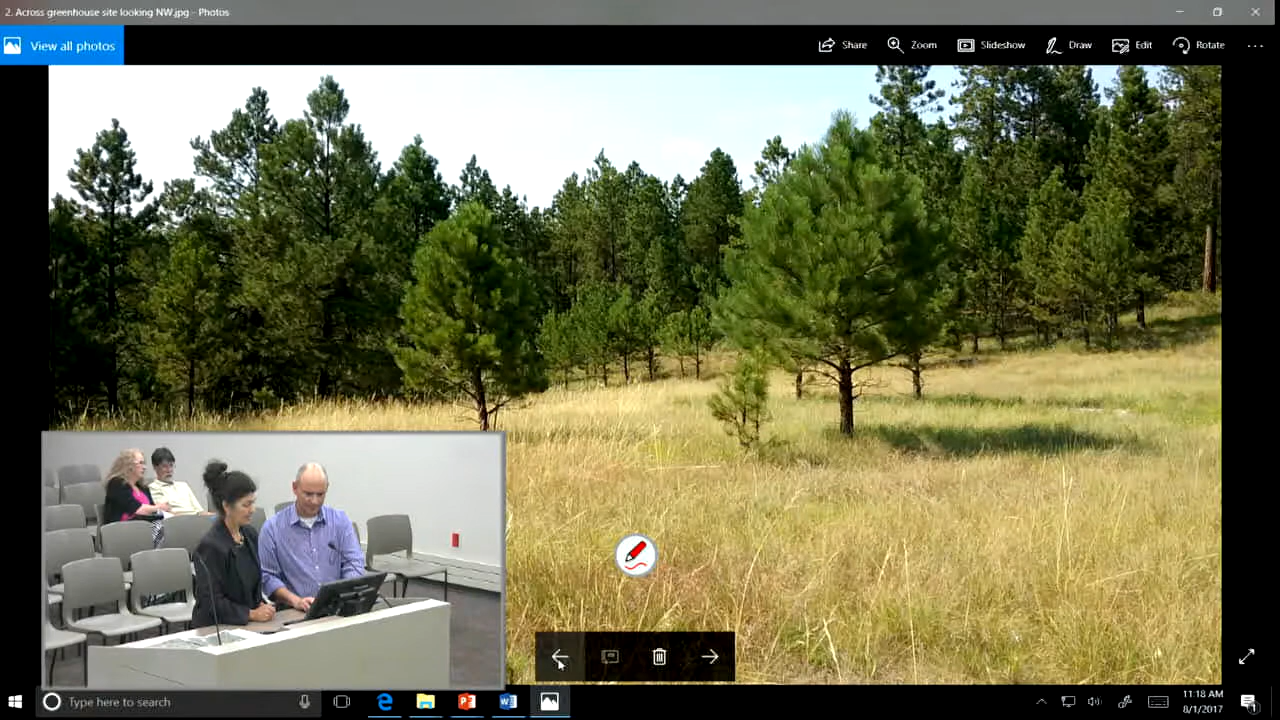 2. Across greenhouse site looking NW.jpg - Photos
View all photos
Share
Zoom
Slideshow
Draw
Edit
Rotate
Type here to search
11:18 AM
8/1/2017